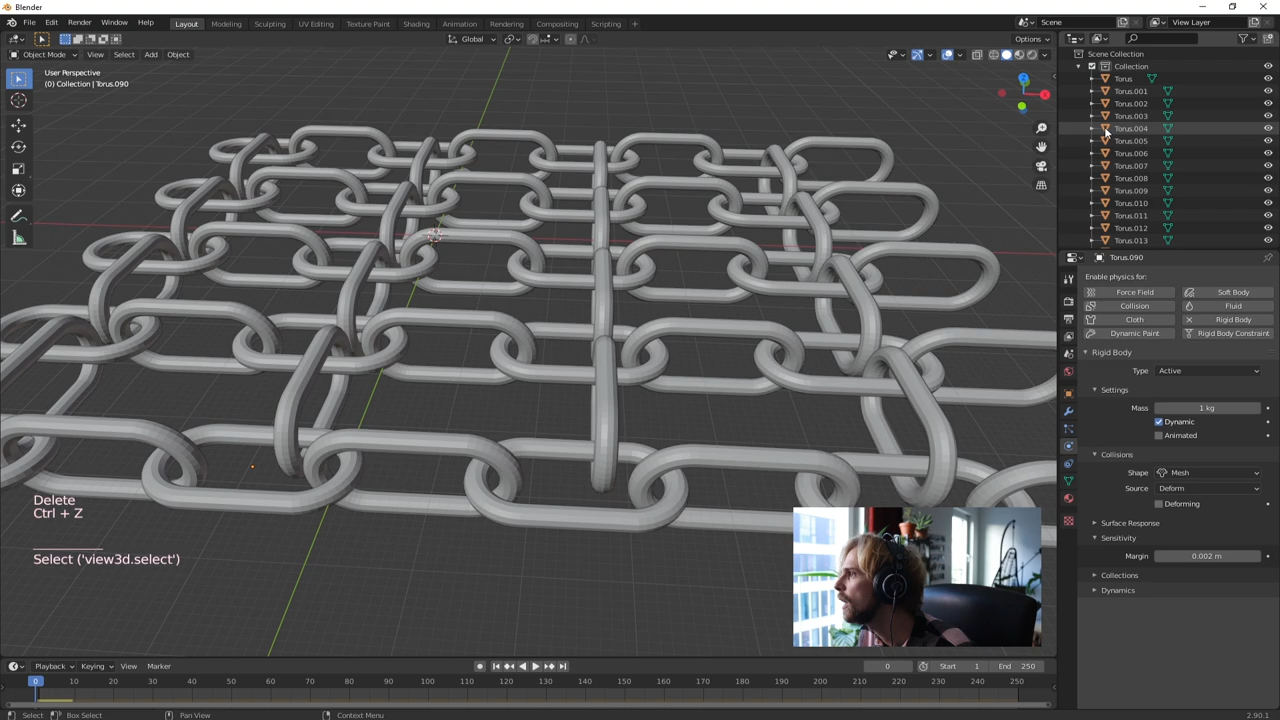 Blender
File Edit Render Window Help
Layout Modeling Sculpting UV Editing Texture Paint Shading Animation Rendering Compositing Scripting +
Scene
View Layer
Global
Options
Object Mode View Select Add Object
User Perspective
(0) Collection | Torus.090
Z
X
Delete
Ctrl + Z
Select ('view3d.select')
Scene Collection
Collection
Torus
Torus.001
Torus.002
Torus.003
Torus.004
Torus.005
Torus.006
Torus.007
Torus.008
Torus.009
Torus.010
Torus.011
Torus.012
Torus.013
Torus.090
Enable physics for:
Force Field Soft Body
Collision Fluid
Cloth Rigid Body
Dynamic Paint Rigid Body Constraint
Rigid Body
Type Active
Settings
Mass 1 kg
Dynamic
Animated
Collisions
Shape Mesh
Source Deform
Deforming
Surface Response
Sensitivity
Margin 0.002 m
Collections
Dynamics
Playback Keying View Marker
0 Start 1 End 250
0 10 20 30 40 50 60 70 80 90 100 110 120 130 140 150 160 170 180 190 200 210 220 230 240 250
Select Box Select Pan View Context Menu 2.90.1